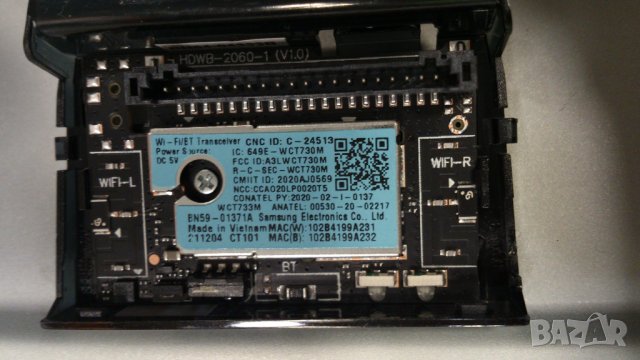 HDWB-2060-1 (V1.0)
Wi-Fi/BT Transceiver CNC ID: C-24513
Power Source: IC: 649E-WCT730M
DC 5V FCC ID:A3LWCT730M
R-C-SEC-WCT730M
CMIIT ID: 2020AJ0569
NCC:CCAO20LP0020T5
CONATEL PY:2020-02-I-0137
WCT733M ANATEL: 00530-20-02217
BN59-01371A Samsung Electronics Co., Ltd.
Made in Vietnam MAC(W):102B4199A231
211204 CT101 MAC(B):102B4199A232
WIFI-L
WIFI-R
BT
BAZAR
bg